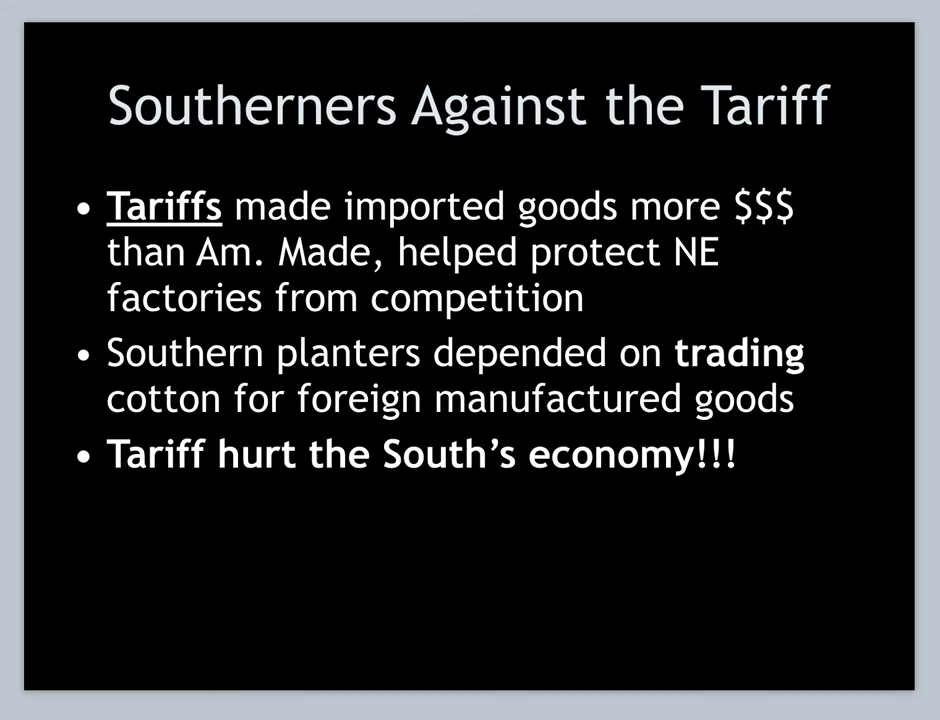 Southerners Against the Tariff
• Tariffs made imported goods more $$$
than Am. Made, helped protect NE
factories from competition
• Southern planters depended on trading
cotton for foreign manufactured goods
• Tariff hurt the South’s economy!!!